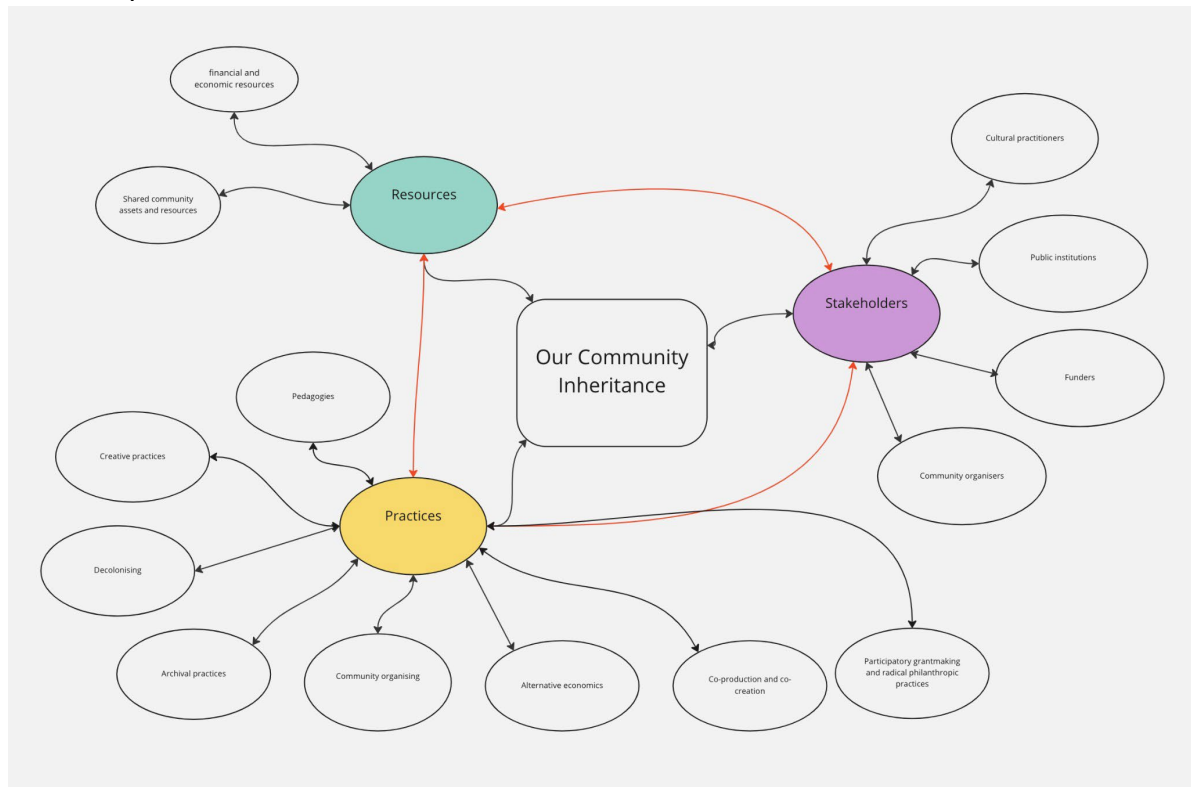 financial and
economic resources
Shared community
assets and resources
Resources
Cultural practitioners
Public institutions
Stakeholders
Funders
Community organisers
Our Community
Inheritance
Pedagogies
Creative practices
Practices
Decolonising
Archival practices
Community organising
Alternative economics
Co-production and co-
creation
Participatory grantmaking
and radical philanthropic
practices